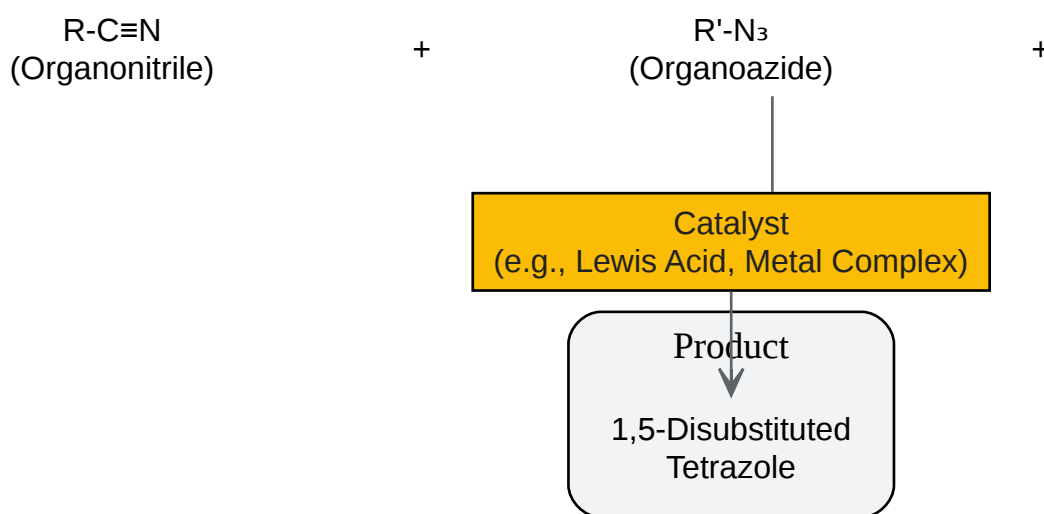 R-C≡N
(Organonitrile)
+
R'-N₃
(Organoazide)
+
Catalyst
(e.g., Lewis Acid, Metal Complex)
Product
1,5-Disubstituted
Tetrazole